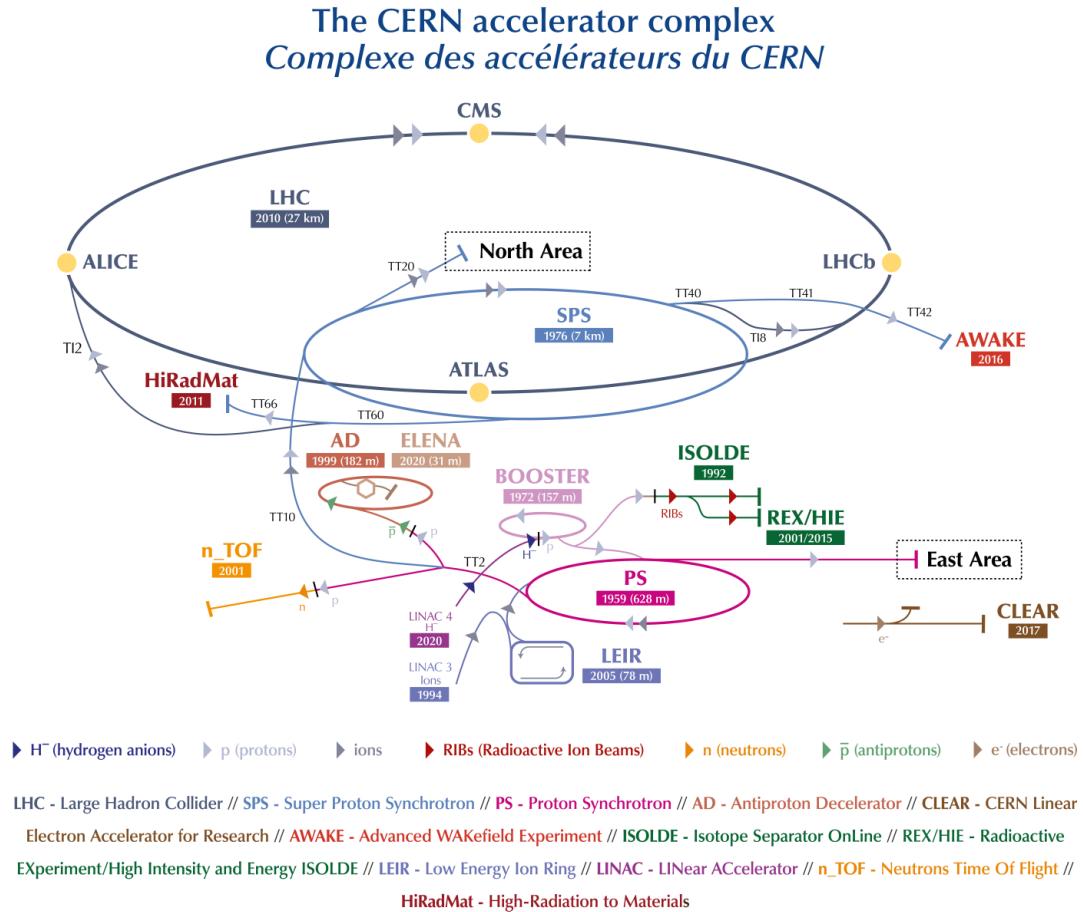 The CERN accelerator complex
Complexe des accélérateurs du CERN
CMS
LHC
2010 (27 km)
North Area
ALICE
LHCb
TT20
TT40
TT41
TT42
SPS
1976 (7 km)
TI8
AWAKE
2016
TI2
ATLAS
HiRadMat
2011
TT66
TT60
AD
1999 (182 m)
ELENA
2020 (31 m)
ISOLDE
1992
BOOSTER
1972 (157 m)
RIBs
REX/HIE
2001/2015
TT10
p̅
p
H⁻
p
n_TOF
2001
TT2
East Area
PS
1959 (628 m)
n
p
LINAC 4
H⁻
2020
CLEAR
2017
e⁻
LINAC 3
Ions
1994
LEIR
2005 (78 m)
H⁻ (hydrogen anions)
p (protons)
ions
RIBs (Radioactive Ion Beams)
n (neutrons)
p̅ (antiprotons)
e⁻ (electrons)
LHC - Large Hadron Collider // SPS - Super Proton Synchrotron // PS - Proton Synchrotron // AD - Antiproton Decelerator // CLEAR - CERN Linear
Electron Accelerator for Research // AWAKE - Advanced WAKefield Experiment // ISOLDE - Isotope Separator OnLine // REX/HIE - Radioactive
EXperiment/High Intensity and Energy ISOLDE // LEIR - Low Energy Ion Ring // LINAC - LINear ACcelerator // n_TOF - Neutrons Time Of Flight //
HiRadMat - High-Radiation to Materials